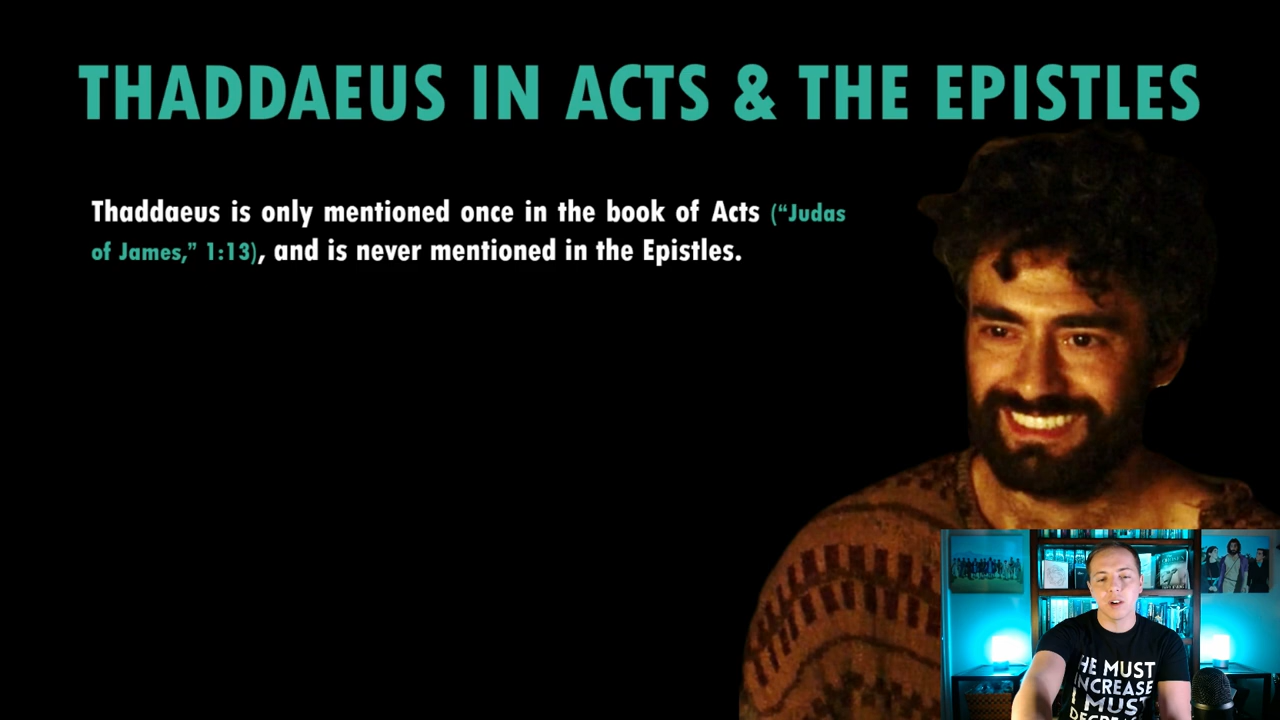 THADDAEUS IN ACTS & THE EPISTLES
Thaddaeus is only mentioned once in the book of Acts (“Judas
of James,” 1:13), and is never mentioned in the Epistles.
HE MUST
INCREASE
I MUST